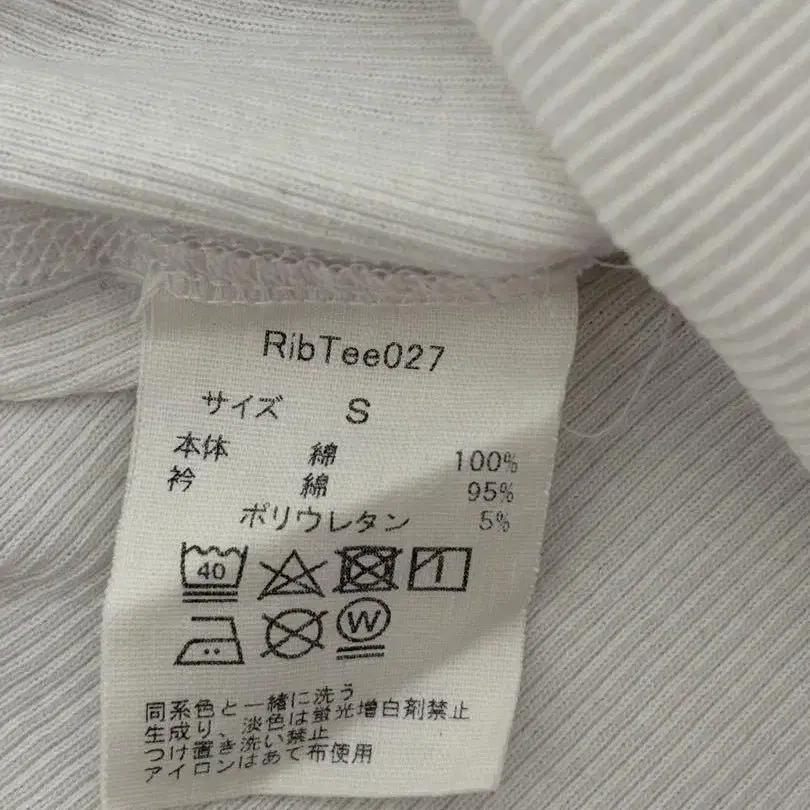 RibTee027
サイズ S
本体 綿 100%
衿 綿 95%
ポリウレタン 5%
40
W
同系色と一緒に洗う
生成り、淡色は蛍光増白剤禁止
つけ置き洗い禁止
アイロンはあて布使用